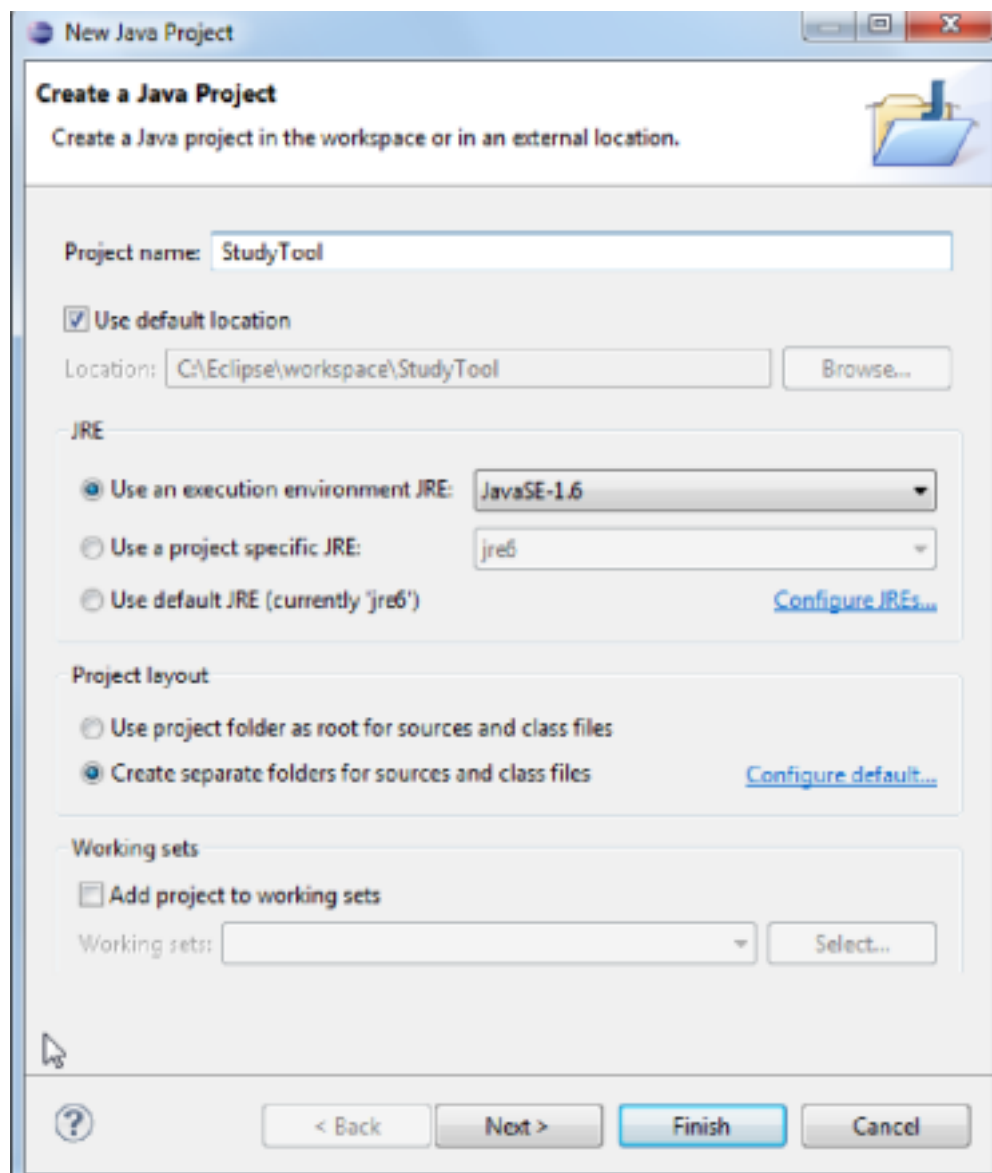 New Java Project
Create a Java Project
Create a Java project in the workspace or in an external location.
Project name: StudyTool
Use default location
Location: C:\Eclipse\workspace\StudyTool Browse...
JRE
Use an execution environment JRE: JavaSE-1.6
Use a project specific JRE: jre6
Use default JRE (currently 'jre6') Configure JREs...
Project layout
Use project folder as root for sources and class files
Create separate folders for sources and class files Configure default...
Working sets
Add project to working sets
Working sets: Select...
? < Back Next > Finish Cancel